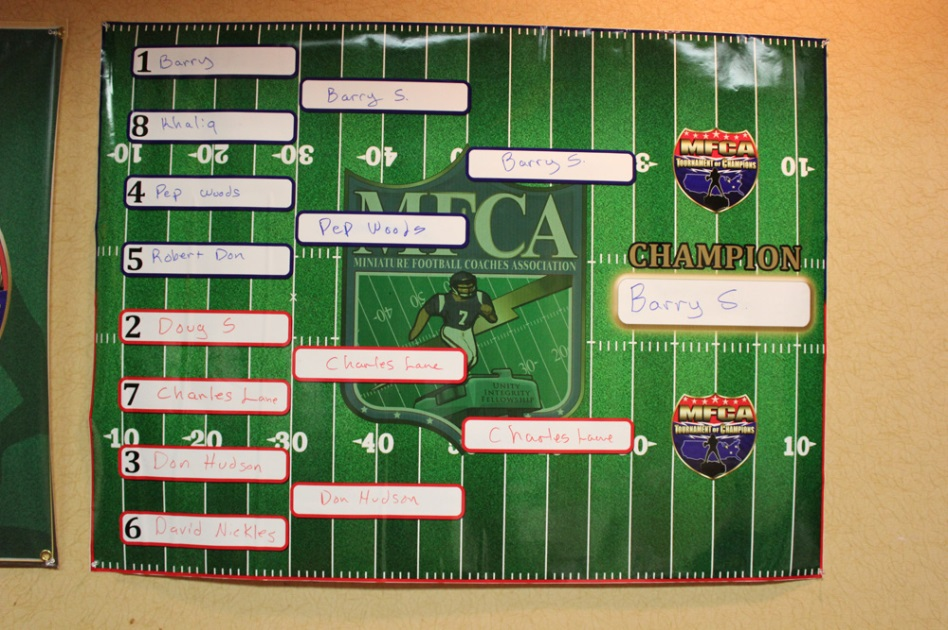 1 Barry
Barry S.
8 Khaliq
-10 -20 -30 -40
Barry S.
10-
MFCA
TOURNAMENT OF CHAMPIONS
4 Pep Woods
Pep Woods
MFCA
MINIATURE FOOTBALL COACHES ASSOCIATION
5 Robert Don
CHAMPION
Barry S.
2 Doug S
7
Charles Lane
7 Charles Lane
UNITY
INTEGRITY
FELLOWSHIP
-10 -20 -30 -40
Charles Lane
10-
MFCA
TOURNAMENT OF CHAMPIONS
3 Don Hudson
Don Hudson
6 David Nickles